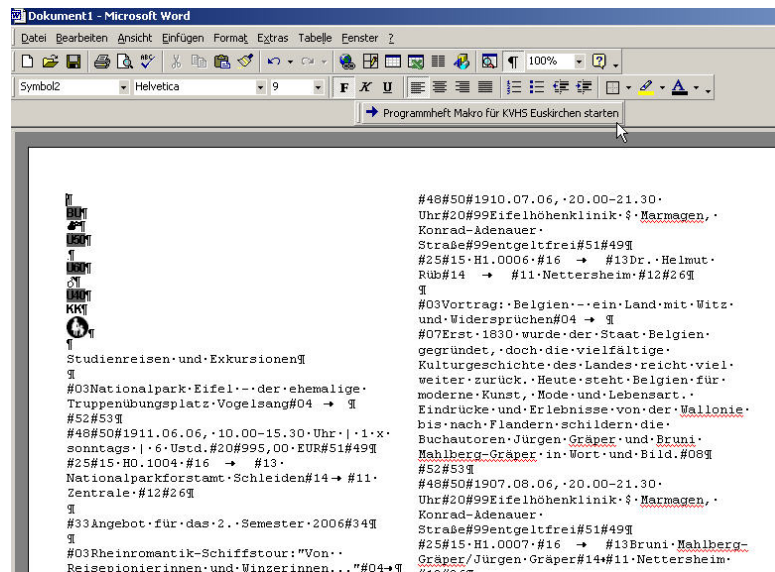 Dokument1 - Microsoft Word
Datei Bearbeiten Ansicht Einfügen Format Extras Tabelle Fenster ?
100%
Symbol2 Helvetica 9 F K U
Programmheft Makro für KVHS Euskirchen starten
¶
BU¶
¶
Ü50¶
.¶
Ü60¶
♂¶
Ü40¶
KK¶
¶
¶
Studienreisen·und·Exkursionen¶
¶
#03Nationalpark·Eifel·-·der·ehemalige·
Truppenübungsplatz·Vogelsang#04 → ¶
#52#53¶
#48#50#1911.06.06,·10.00-15.30·Uhr·|·1·x·
sonntags·|·6·Ustd.#20#995,00·EUR#51#49¶
#25#15·H0.1004·#16 → #13·
Nationalparkforstamt·Schleiden#14→#11·
Zentrale·#12#26¶
¶
#33Angebot·für·das·2.·Semester·2006#34¶
¶
#03Rheinromantik-Schiffstour:"Von··
Reisepionierinnen·und·Winzerinnen..."#04→¶
#48#50#1910.07.06,·20.00-21.30·
Uhr#20#99Eifelhöhenklinik·$·Marmagen,·
Konrad-Adenauer·
Straße#99entgeltfrei#51#49¶
#25#15·H1.0006·#16 → #13Dr.·Helmut·
Rüb#14 → #11·Nettersheim·#12#26¶
¶
#03Vortrag:·Belgien·-·ein·Land·mit·Witz·
und·Widersprüchen#04 → ¶
#07Erst·1830·wurde·der·Staat·Belgien·
gegründet,·doch·die·vielfältige·
Kulturgeschichte·des·Landes·reicht·viel·
weiter·zurück.·Heute·steht·Belgien·für·
moderne·Kunst,·Mode·und·Lebensart.·
Eindrücke·und·Erlebnisse·von·der·Wallonie·
bis·nach·Flandern·schildern·die·
Buchautoren·Jürgen·Gräper·und·Bruni·
Mahlberg-Gräper·in·Wort·und·Bild.#08¶
#52#53¶
#48#50#1907.08.06,·20.00-21.30·
Uhr#20#99Eifelhöhenklinik·$·Marmagen,·
Konrad-Adenauer·
Straße#99entgeltfrei#51#49¶
#25#15·H1.0007·#16 → #13Bruni·Mahlberg-
Gräper/Jürgen·Gräper#14→#11·Nettersheim·